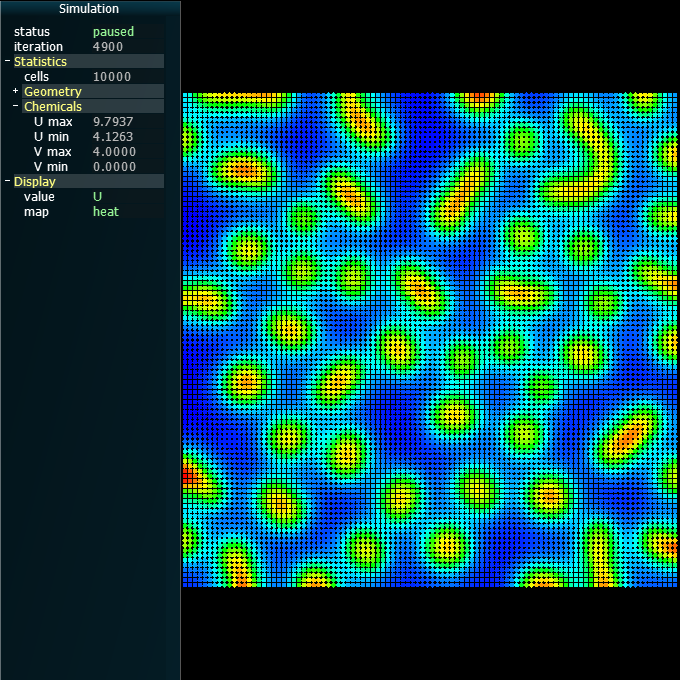 Simulation
status paused
iteration 4900
- Statistics
cells 10000
+ Geometry
- Chemicals
U max 9.7937
U min 4.1263
V max 4.0000
V min 0.0000
- Display
value U
map heat